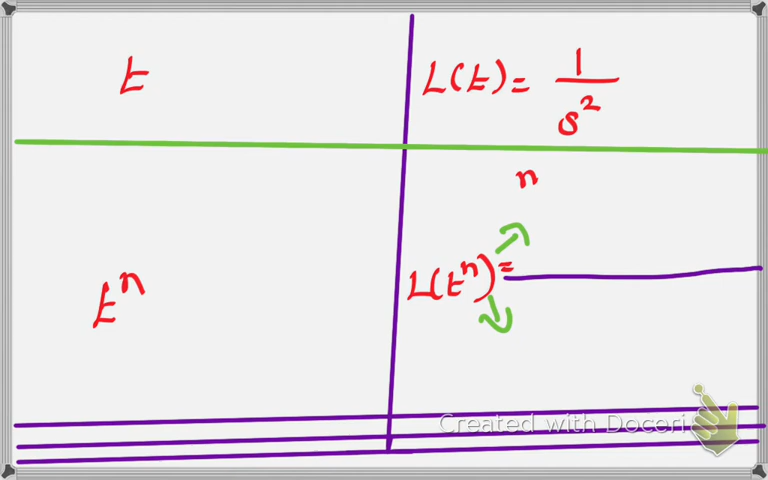 t
L(t) = 1/s²
n
tⁿ
L(tⁿ) =
Created with Doceri